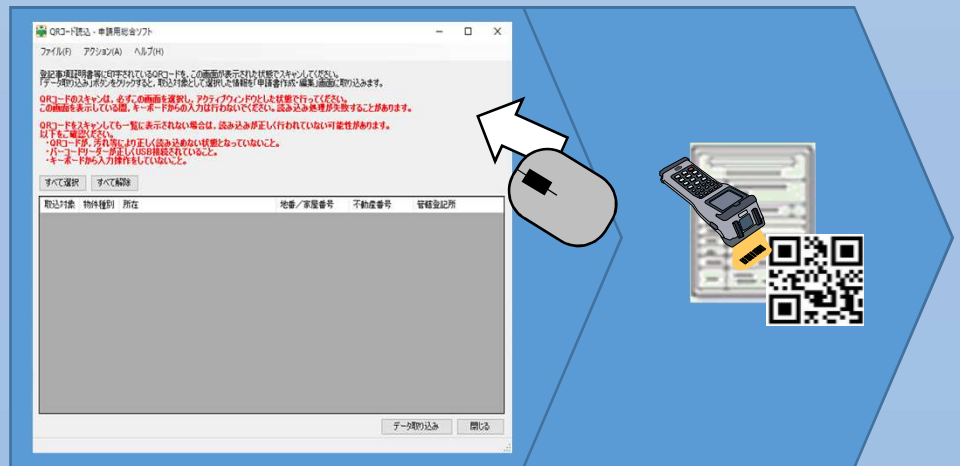 QRコード読込 - 申請用総合ソフト
ファイル(F) アクション(A) ヘルプ(H)
登記事項証明書等に印字されているQRコードを、この画面が表示された状態でスキャンしてください。
「データ取り込み」ボタンをクリックすると、取込対象として選択した情報を「申請書作成・編集」画面に取り込みます。
QRコードのスキャンは、必ずこの画面を選択し、アクティブウィンドウとした状態で行ってください。
この画面を表示している間、キーボードからの入力は行わないでください。読み込み処理が失敗することがあります。
QRコードをスキャンしても一覧に表示されない場合は、読み込みが正しく行われていない可能性があります。
以下をご確認ください。
・QRコードが、汚れ等により正しく読み込めない状態となっていないこと。
・バーコードリーダーが正しくUSB接続されていること。
・キーボードから入力操作をしていないこと。
すべて選択 すべて解除
取込対象 物件種別 所在 地番／家屋番号 不動産番号 管轄登記所
データ取り込み 閉じる